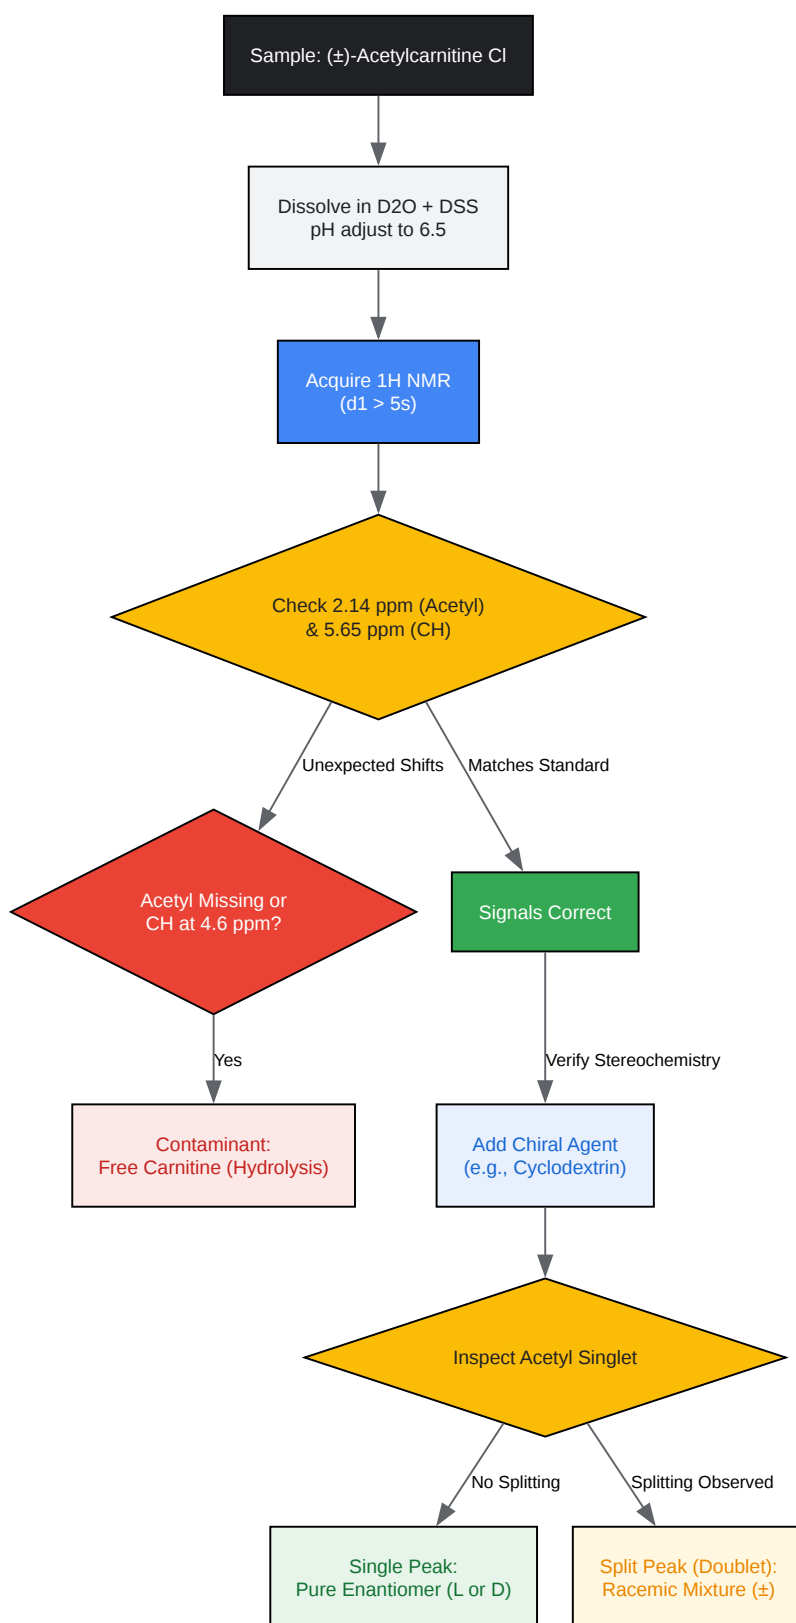 Sample: (±)-Acetylcarnitine Cl
Dissolve in D2O + DSS
pH adjust to 6.5
Acquire 1H NMR
(d1 > 5s)
Check 2.14 ppm (Acetyl)
& 5.65 ppm (CH)
Unexpected Shifts
Matches Standard
Acetyl Missing or
CH at 4.6 ppm?
Signals Correct
Yes
Verify Stereochemistry
Contaminant:
Free Carnitine (Hydrolysis)
Add Chiral Agent
(e.g., Cyclodextrin)
Inspect Acetyl Singlet
No Splitting
Splitting Observed
Single Peak:
Pure Enantiomer (L or D)
Split Peak (Doublet):
Racemic Mixture (±)